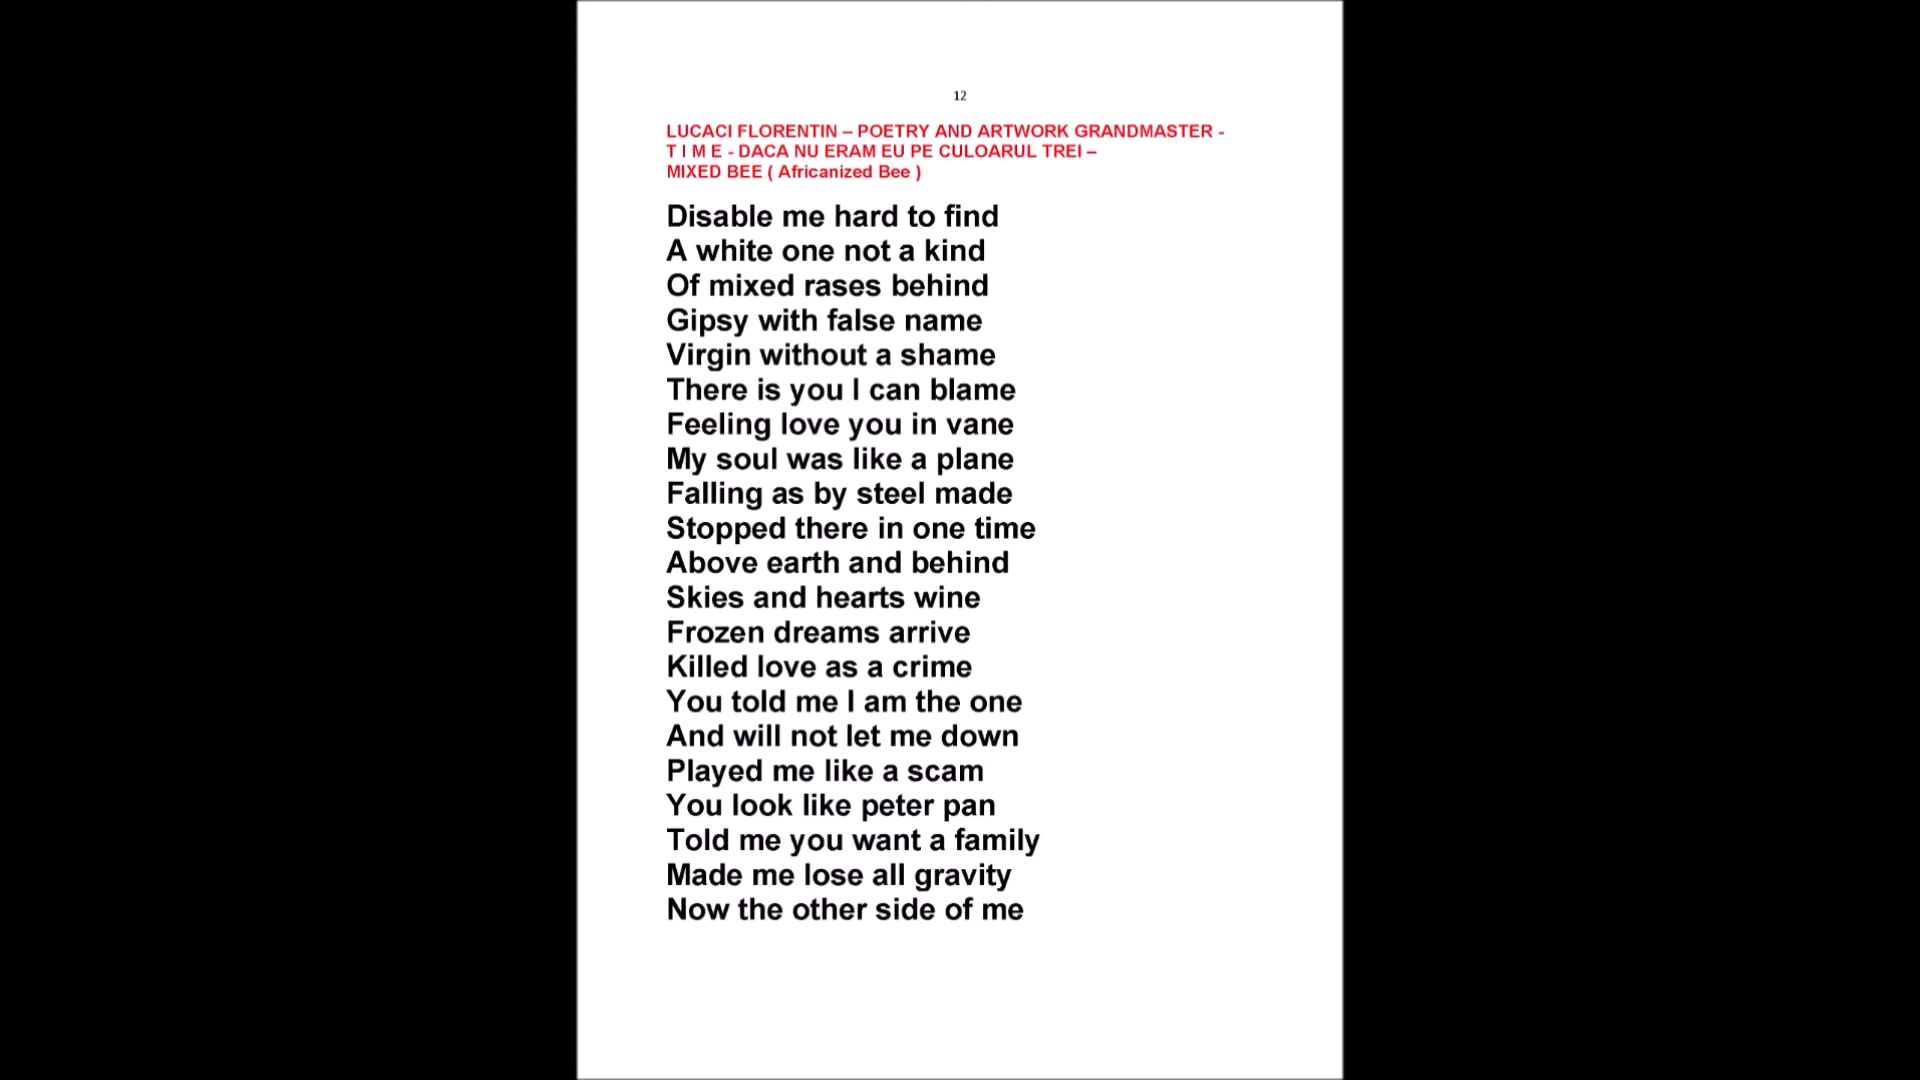 12
LUCACI FLORENTIN – POETRY AND ARTWORK GRANDMASTER -
T I M E - DACA NU ERAM EU PE CULOARUL TREI –
MIXED BEE ( Africanized Bee )
Disable me hard to find
A white one not a kind
Of mixed rases behind
Gipsy with false name
Virgin without a shame
There is you I can blame
Feeling love you in vane
My soul was like a plane
Falling as by steel made
Stopped there in one time
Above earth and behind
Skies and hearts wine
Frozen dreams arrive
Killed love as a crime
You told me I am the one
And will not let me down
Played me like a scam
You look like peter pan
Told me you want a family
Made me lose all gravity
Now the other side of me